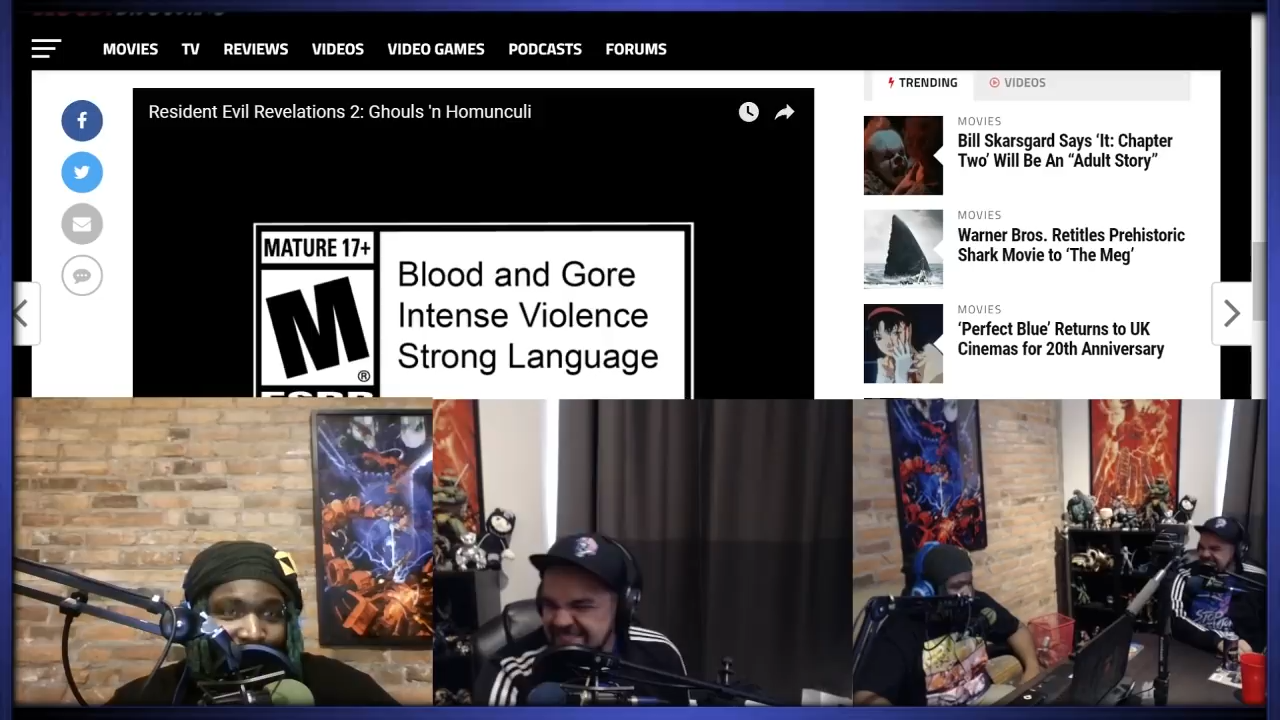 MOVIES TV REVIEWS VIDEOS VIDEO GAMES PODCASTS FORUMS
Resident Evil Revelations 2: Ghouls 'n Homunculi
MATURE 17+
M
®
Blood and Gore
Intense Violence
Strong Language
TRENDING VIDEOS
MOVIES
Bill Skarsgard Says ‘It: Chapter
Two’ Will Be An “Adult Story”
MOVIES
Warner Bros. Retitles Prehistoric
Shark Movie to ‘The Meg’
MOVIES
‘Perfect Blue’ Returns to UK
Cinemas for 20th Anniversary